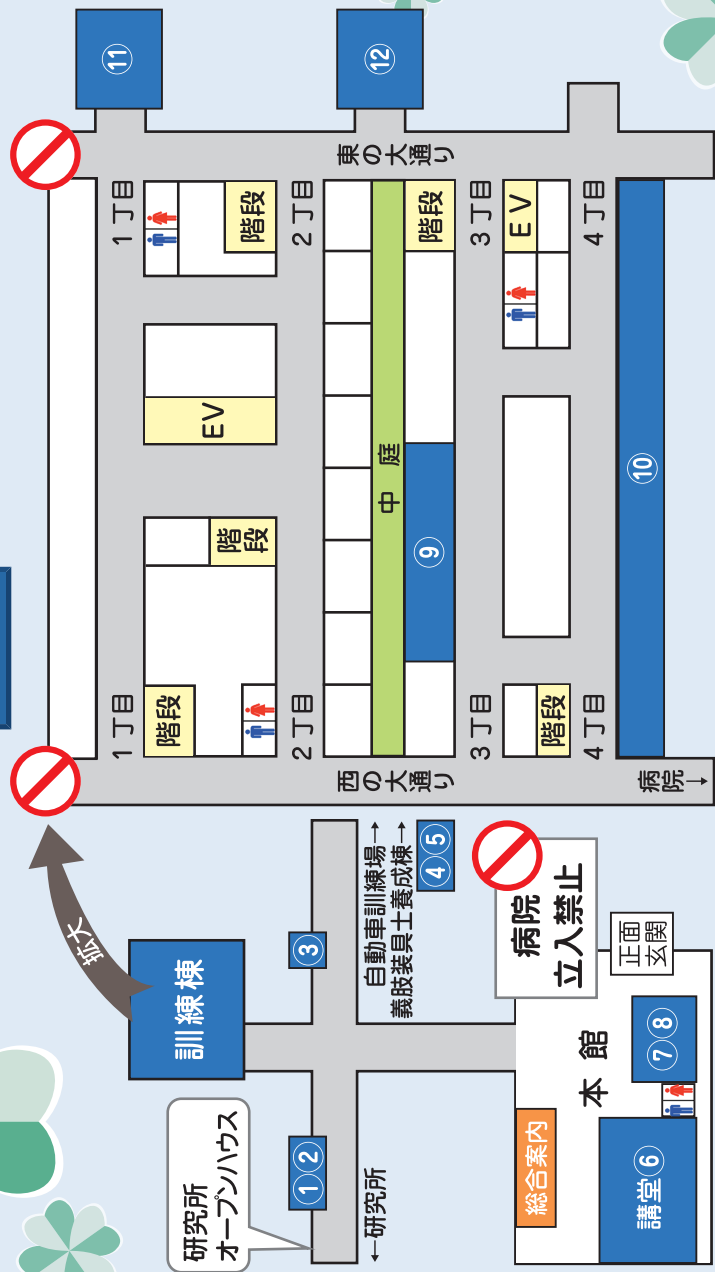 ⑪
⑫
東の大通り
1丁目
階段
2丁目
階段
3丁目
EV
4丁目
EV
中庭
⑨
⑩
階段
1丁目
階段
2丁目
3丁目
階段
4丁目
西の大通り
病院→
拡大
訓練棟
③
自動車訓練場→
義肢装具士養成棟→
④⑤
病院
立入禁止
正面
玄関
本館
⑦⑧
総合案内
講堂⑥
①②
研究所
オープンハウス
←研究所